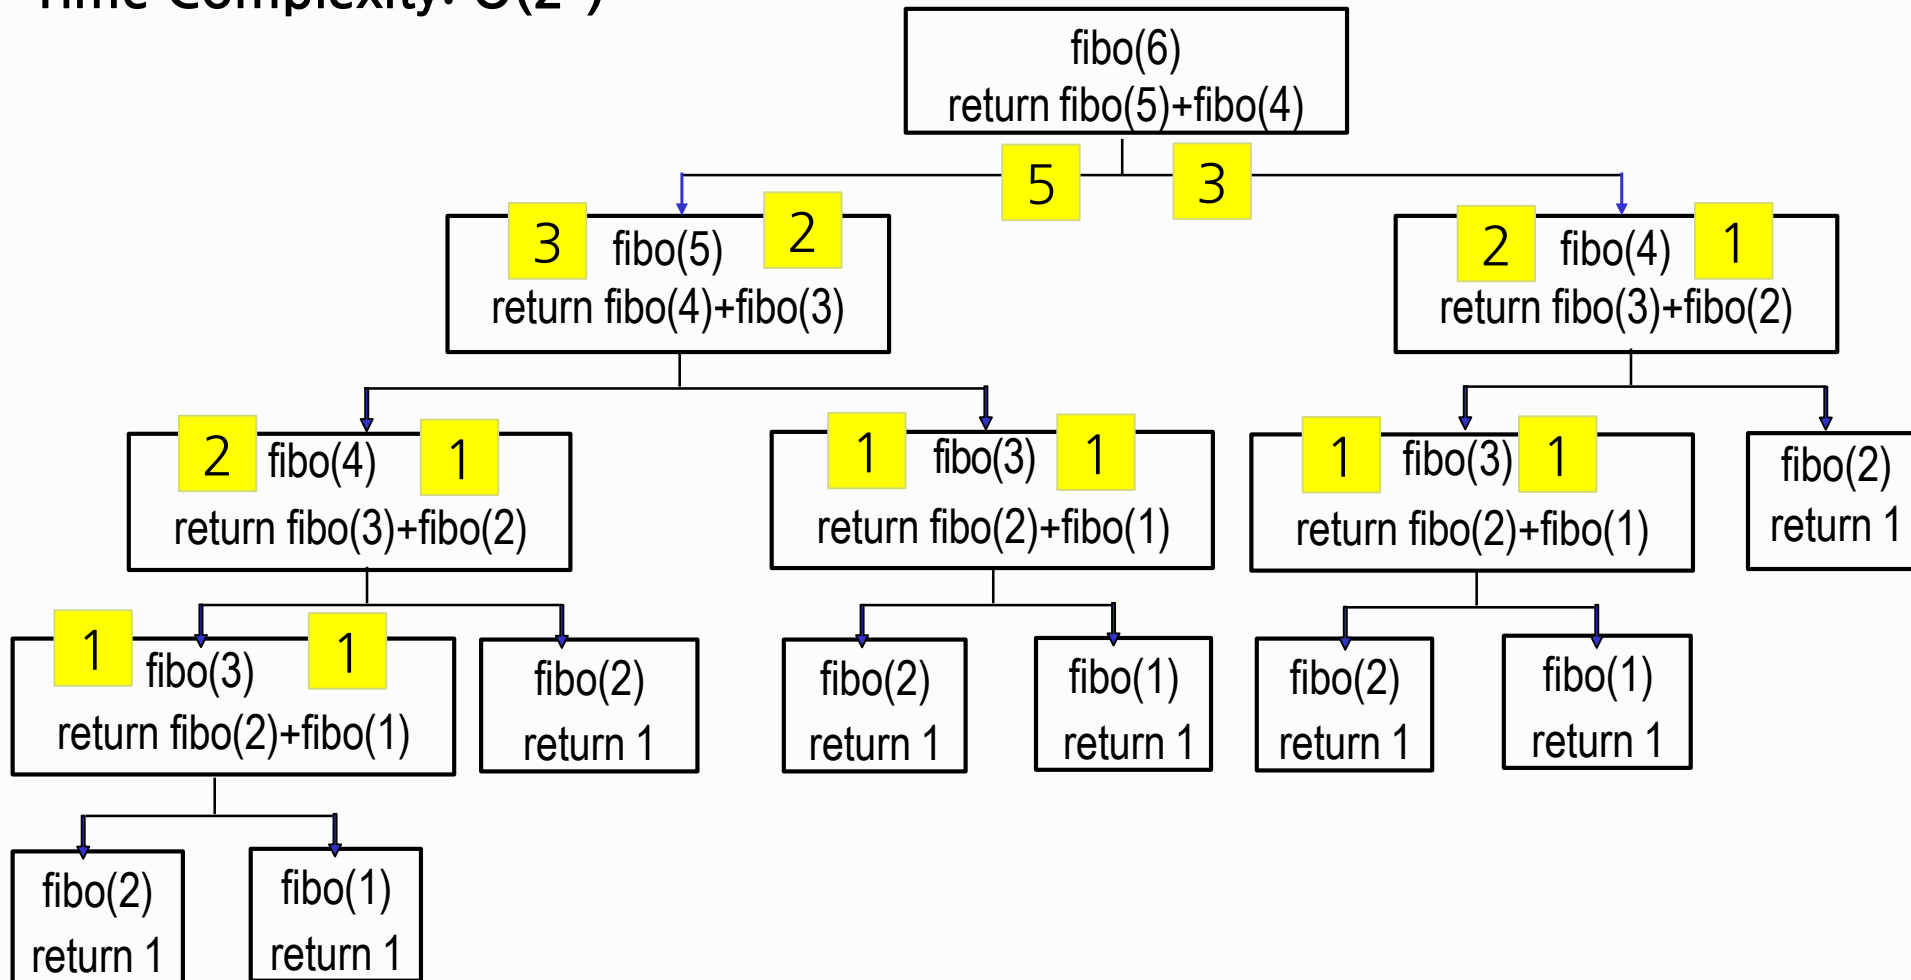 Time Complexity: O(2 )
fibo(6)
return fibo(5)+fibo(4)
5 3
3 fibo(5) 2
return fibo(4)+fibo(3)
2 fibo(4) 1
return fibo(3)+fibo(2)
2 fibo(4) 1
return fibo(3)+fibo(2)
1 fibo(3) 1
return fibo(2)+fibo(1)
1 fibo(3) 1
return fibo(2)+fibo(1)
fibo(2)
return 1
1 fibo(3) 1
return fibo(2)+fibo(1)
fibo(2)
return 1
fibo(2)
return 1
fibo(1)
return 1
fibo(2)
return 1
fibo(1)
return 1
fibo(2)
return 1
fibo(1)
return 1